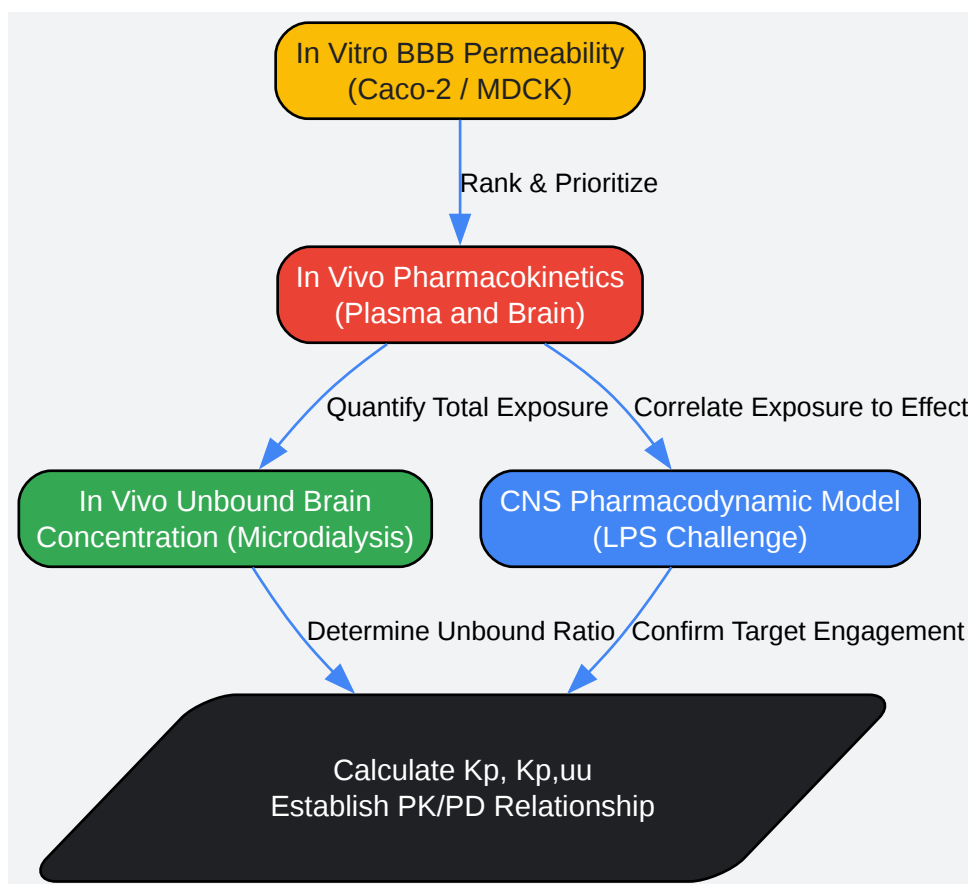 In Vitro BBB Permeability
(Caco-2 / MDCK)
Rank & Prioritize
In Vivo Pharmacokinetics
(Plasma and Brain)
Quantify Total Exposure
Correlate Exposure to Effect
In Vivo Unbound Brain
Concentration (Microdialysis)
CNS Pharmacodynamic Model
(LPS Challenge)
Determine Unbound Ratio
Confirm Target Engagement
Calculate Kp, Kp,uu
Establish PK/PD Relationship